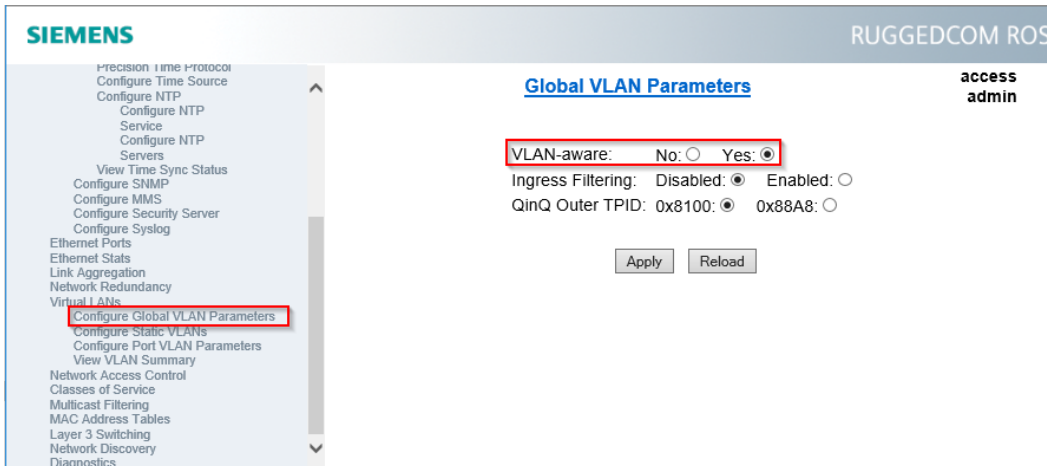 SIEMENS
RUGGEDCOM ROS
Precision Time Protocol
Configure Time Source
Configure NTP
Configure NTP
Service
Configure NTP
Servers
View Time Sync Status
Configure SNMP
Configure MMS
Configure Security Server
Configure Syslog
Ethernet Ports
Ethernet Stats
Link Aggregation
Network Redundancy
Virtual LANs
Configure Global VLAN Parameters
Configure Static VLANs
Configure Port VLAN Parameters
View VLAN Summary
Network Access Control
Classes of Service
Multicast Filtering
MAC Address Tables
Layer 3 Switching
Network Discovery
Diagnostics
Global VLAN Parameters
access
admin
VLAN-aware: No: Yes:
Ingress Filtering: Disabled: Enabled:
QinQ Outer TPID: 0x8100: 0x88A8:
Apply Reload